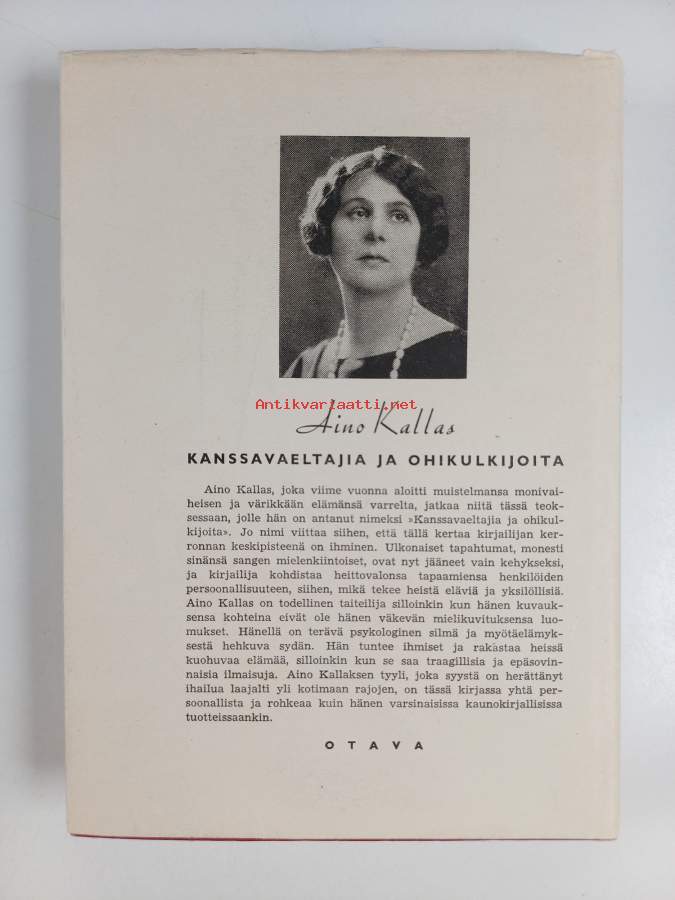 Antikvariaatti.net
Aino Kallas
KANSSAVAELTAJIA JA OHIKULKIJOITA
Aino Kallas, joka viime vuonna aloitti muistelmansa monivai-
heisen ja värikkään elämänsä varrelta, jatkaa niitä tässä teok-
sessaan, jolle hän on antanut nimeksi »Kanssavaeltajia ja ohikul-
kijoita». Jo nimi viittaa siihen, että tällä kertaa kirjailijan ker-
ronnan keskipisteenä on ihminen. Ulkonaiset tapahtumat, monesti
sinänsä sangen mielenkiintoiset, ovat nyt jääneet vain kehykseksi,
ja kirjailija kohdistaa heittovalonsa tapaamiensa henkilöiden
persoonallisuuteen, siihen, mikä tekee heistä eläviä ja yksilöllisiä.
Aino Kallas on todellinen taiteilija silloinkin kun hänen kuvauk-
sensa kohteina eivät ole hänen väkevän mielikuvituksensa luo-
mukset. Hänellä on terävä psykologinen silmä ja myötäelämyk-
sestä hehkuva sydän. Hän tuntee ihmiset ja rakastaa heissä
kuohuvaa elämää, silloinkin kun se saa traagillisia ja epäsovin-
naisia ilmaisuja. Aino Kallaksen tyyli, joka syystä on herättänyt
ihailua laajalti yli kotimaan rajojen, on tässä kirjassa yhtä per-
soonallista ja rohkeaa kuin hänen varsinaisissa kaunokirjallisissa
tuotteissaankin.
OTAVA